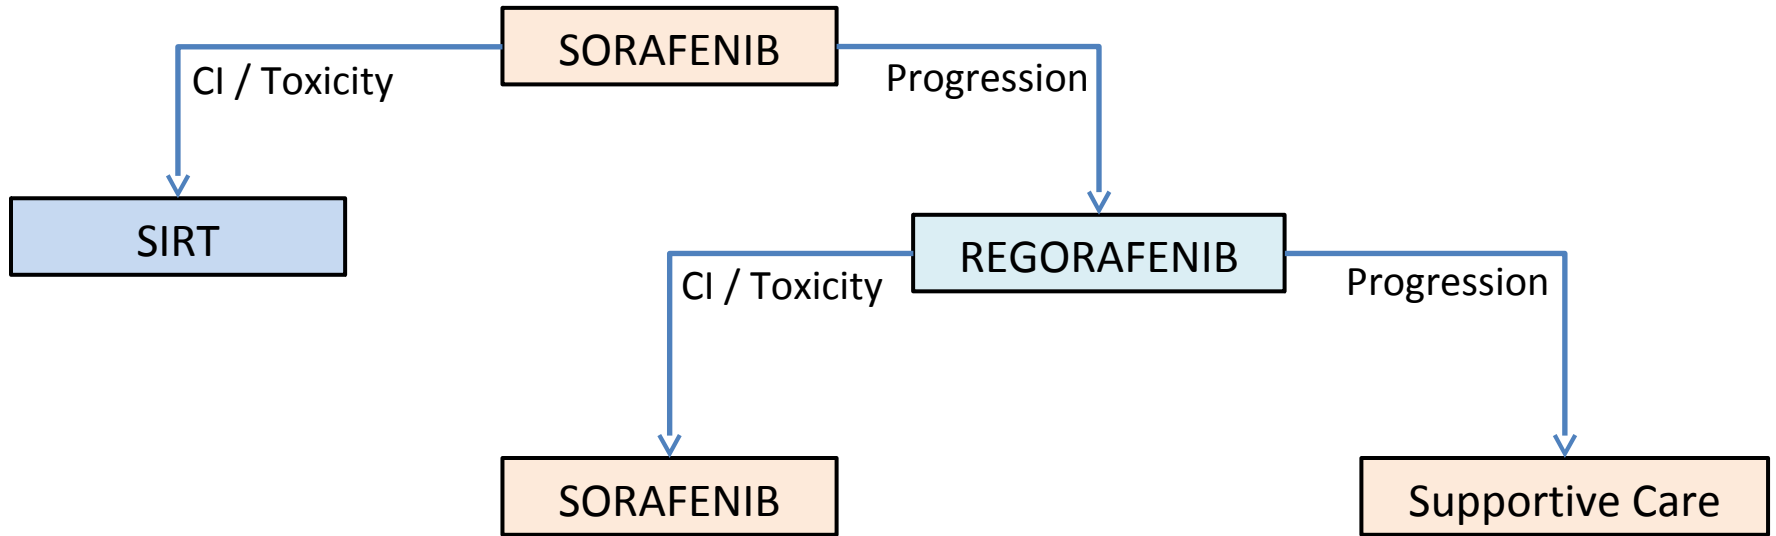 SORAFENIB
CI / Toxicity
Progression
SIRT
REGORAFENIB
CI / Toxicity
Progression
SORAFENIB
Supportive Care